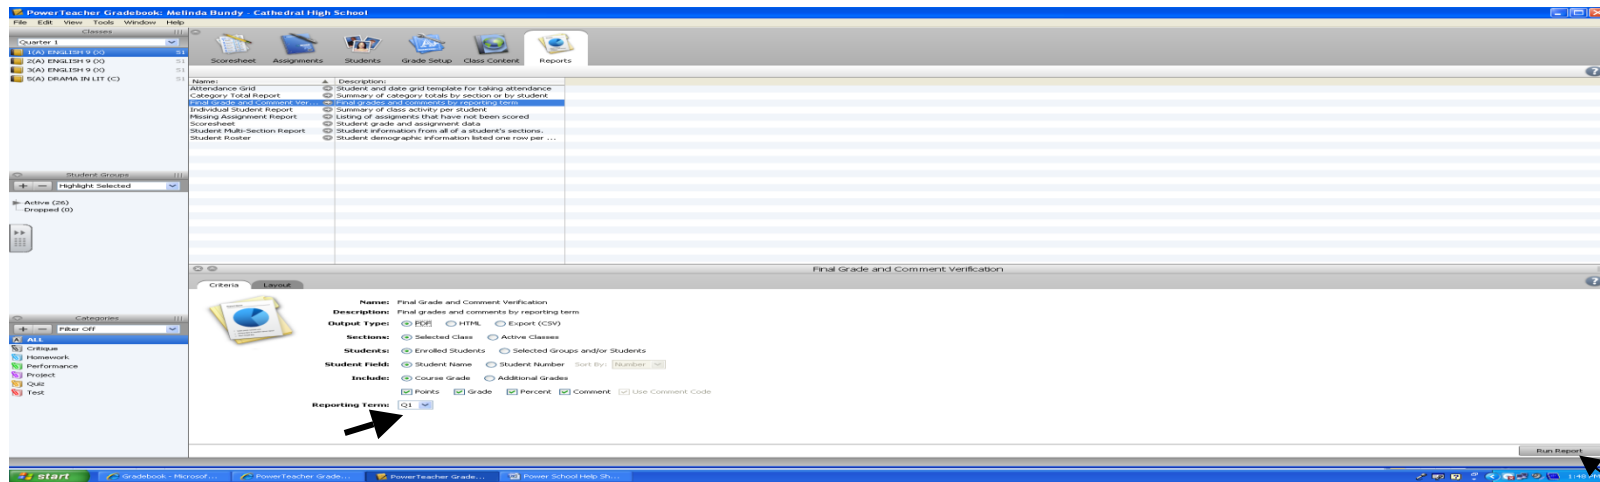 PowerTeacher Gradebook: Melinda Bundy - Cathedral High School
File Edit View Tools Window Help
Classes
Quarter 1
1(A) ENGLISH 9 (X) S1
2(A) ENGLISH 9 (X) S1
3(A) ENGLISH 9 (X) S1
5(A) DRAMA IN LIT (C) S1
Scoresheet Assignments Students Grade Setup Class Content Reports
Name: Description:
Attendance Grid Student and date grid template for taking attendance
Category Total Report Summary of category totals by section or by student
Final Grade and Comment Ver... Final grades and comments by reporting term
Individual Student Report Summary of class activity per student
Missing Assignment Report Listing of assigments that have not been scored
Scoresheet Student grade and assignment data
Student Multi-Section Report Student information from all of a student's sections.
Student Roster Student demographic information listed one row per ...
Student Groups
Highlight Selected
Active (26)
Dropped (0)
Categories
Filter Off
ALL
Critique
Homework
Performance
Project
Quiz
Test
Final Grade and Comment Verification
Criteria Layout
Name: Final Grade and Comment Verification
Description: Final grades and comments by reporting term
Output Type: PDF HTML Export (CSV)
Sections: Selected Class Active Classes
Students: Enrolled Students Selected Groups and/or Students
Student Field: Student Name Student Number Sort By: Number
Include: Course Grade Additional Grades
Points Grade Percent Comment Use Comment Code
Reporting Term: Q1
Run Report
start Gradebook - Microsof... PowerTeacher Grade... PowerTeacher Grade... Power School Help Sh... 1:46 PM